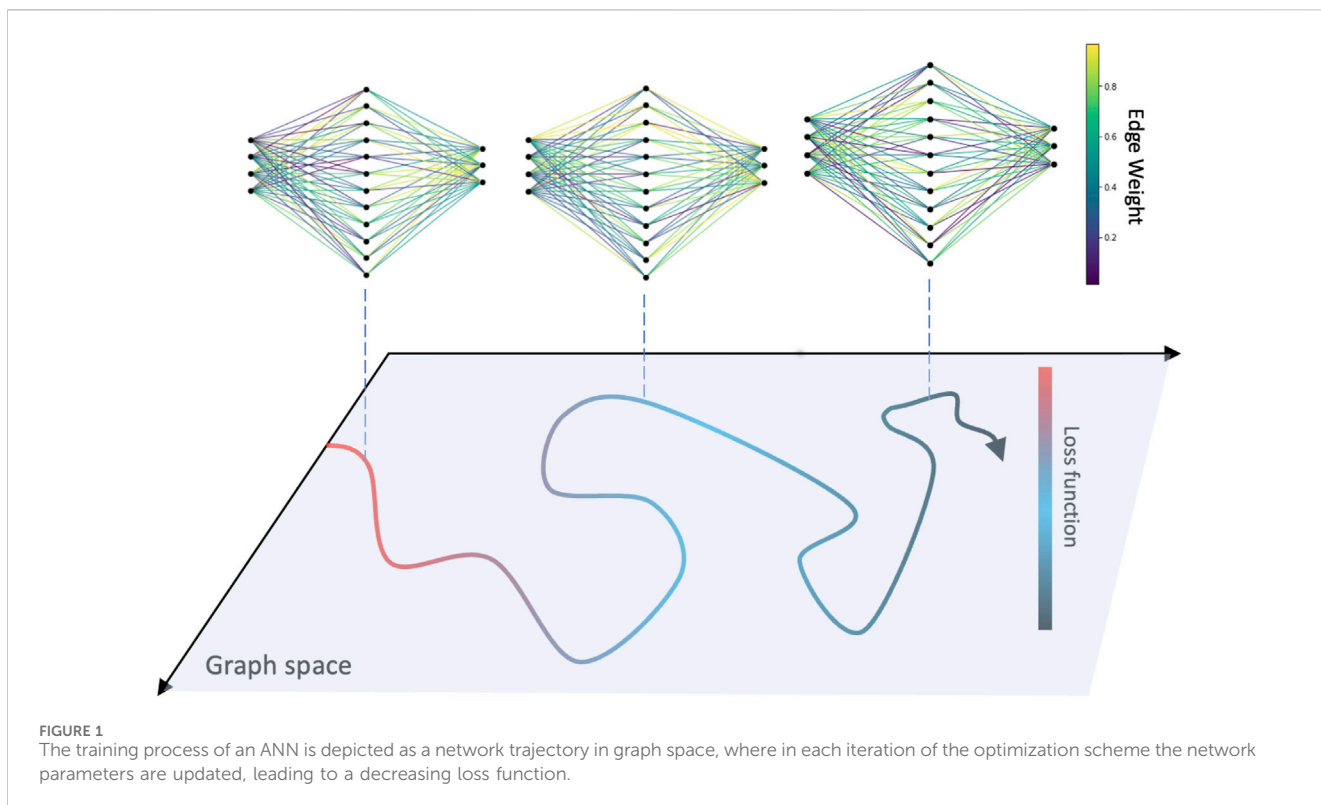 0.8
0.6
0.4
0.2
Edge Weight
Loss function
Graph space
FIGURE 1
The training process of an ANN is depicted as a network trajectory in graph space, where in each iteration of the optimization scheme the network
parameters are updated, leading to a decreasing loss function.